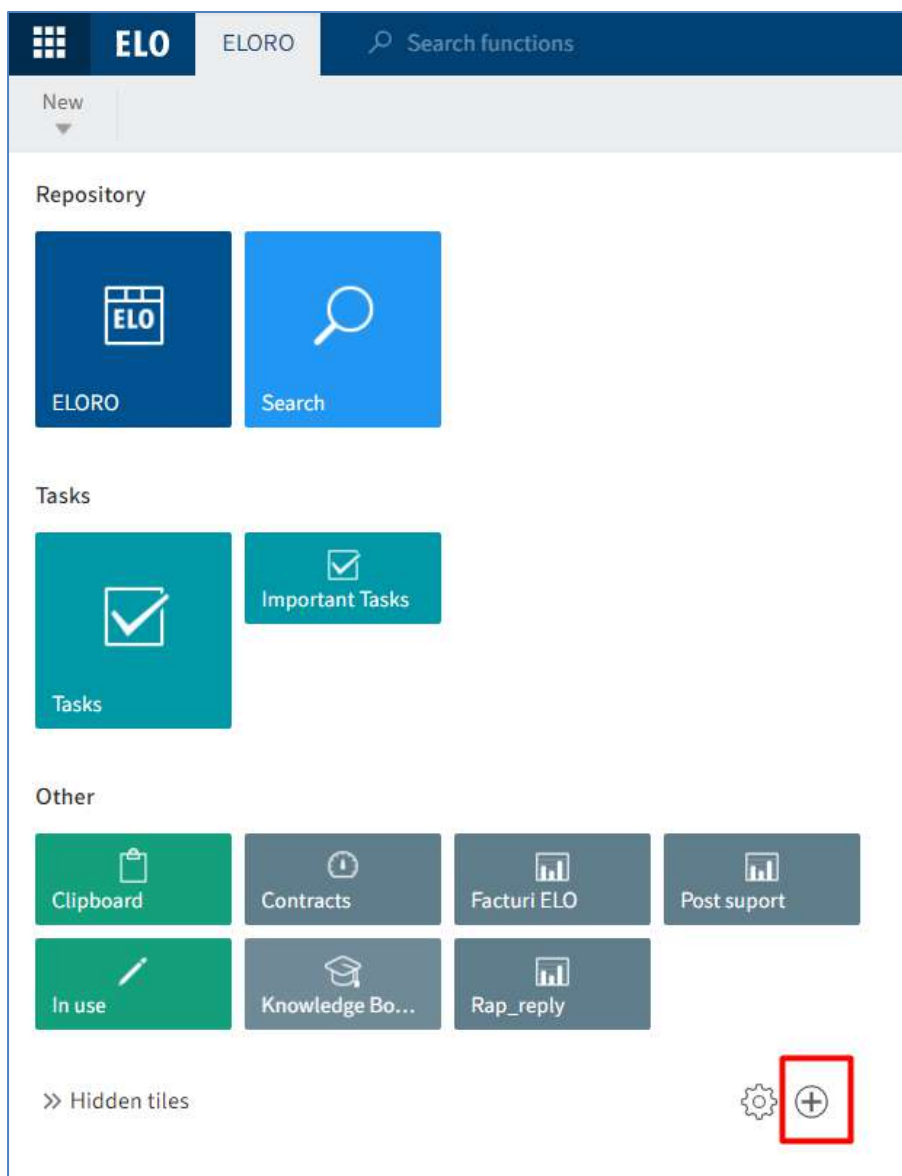 ELO ELORO Search functions
New
Repository
ELO
ELORO Search
Tasks
Important Tasks
Tasks
Other
Clipboard Contracts Facturi ELO Post suport
In use Knowledge Bo... Rap_reply
Hidden tiles